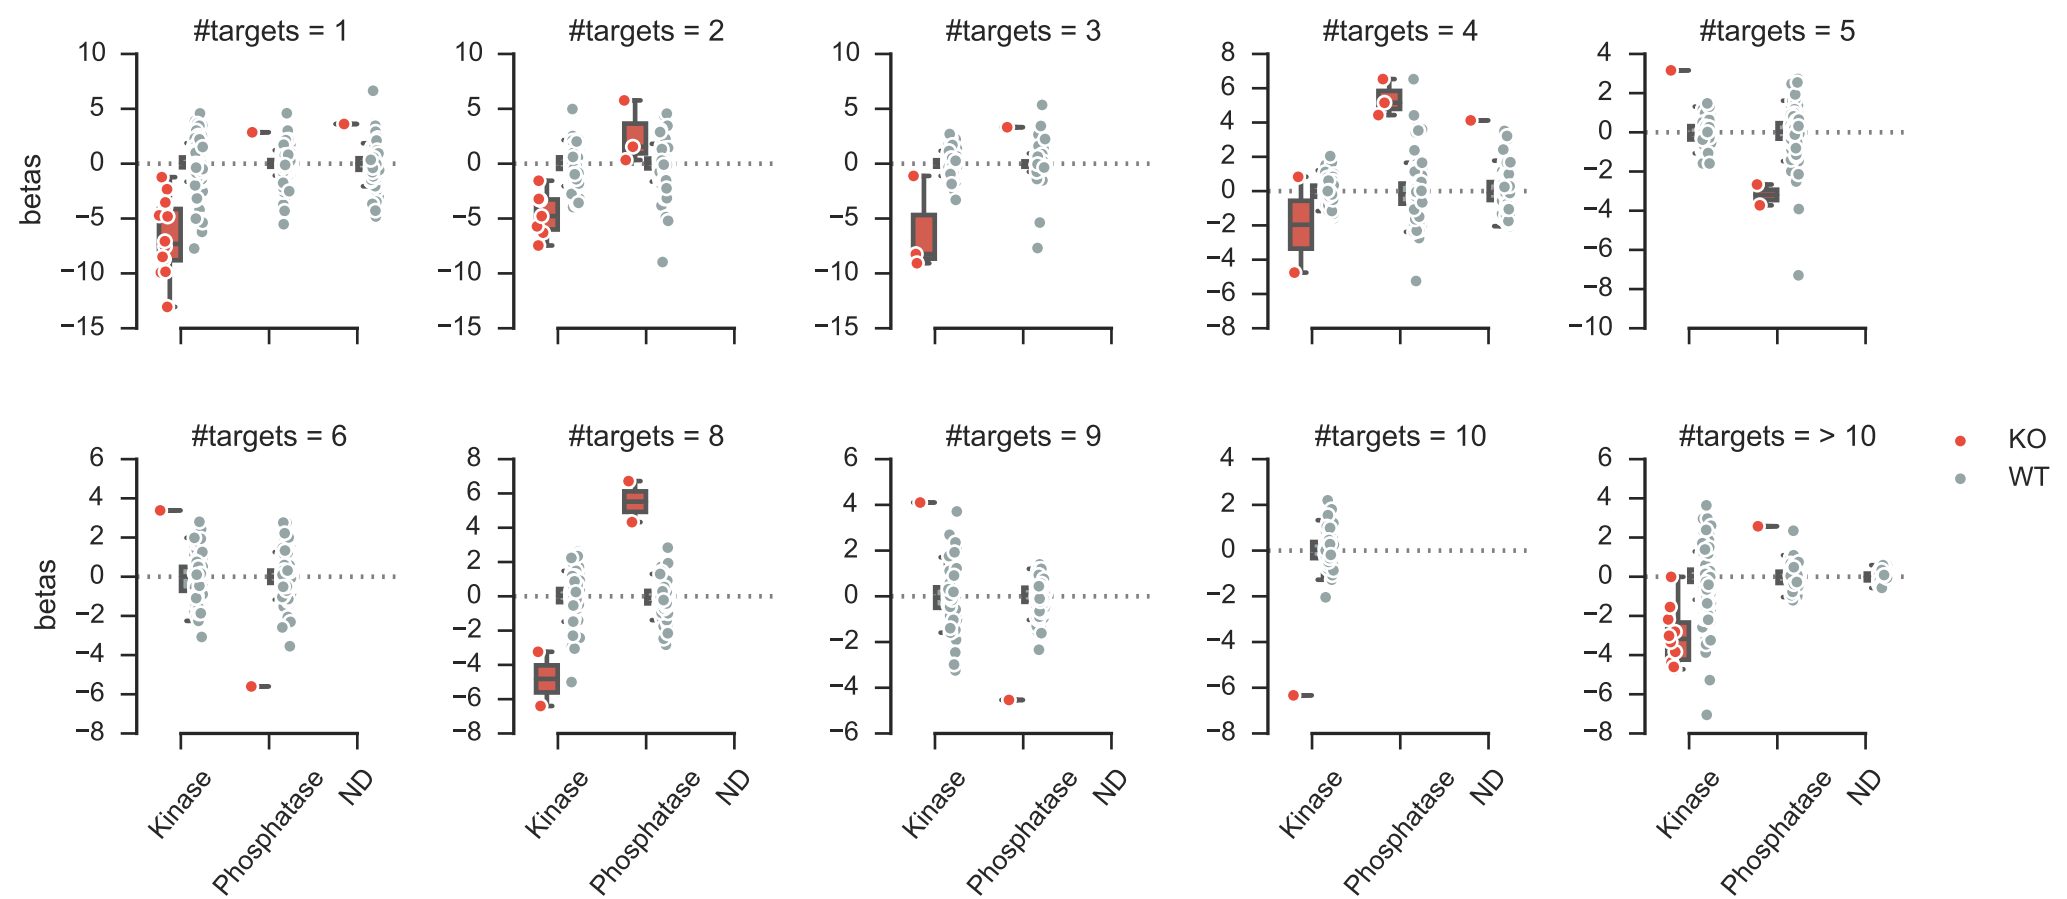 #targets = 1
#targets = 2
#targets = 3
#targets = 4
#targets = 5
betas
10
5
0
−5
−10
−15
10
5
0
−5
−10
−15
10
5
0
−5
−10
−15
8
6
4
2
0
−2
−4
−6
−8
4
2
0
−2
−4
−6
−8
−10
#targets = 6
#targets = 8
#targets = 9
#targets = 10
#targets = > 10
KO
WT
betas
6
4
2
0
−2
−4
−6
−8
8
6
4
2
0
−2
−4
−6
−8
6
4
2
0
−2
−4
−6
4
2
0
−2
−4
−6
−8
6
4
2
0
−2
−4
−6
−8
Kinase
Phosphatase
ND
Kinase
Phosphatase
ND
Kinase
Phosphatase
ND
Kinase
Phosphatase
ND
Kinase
Phosphatase
ND